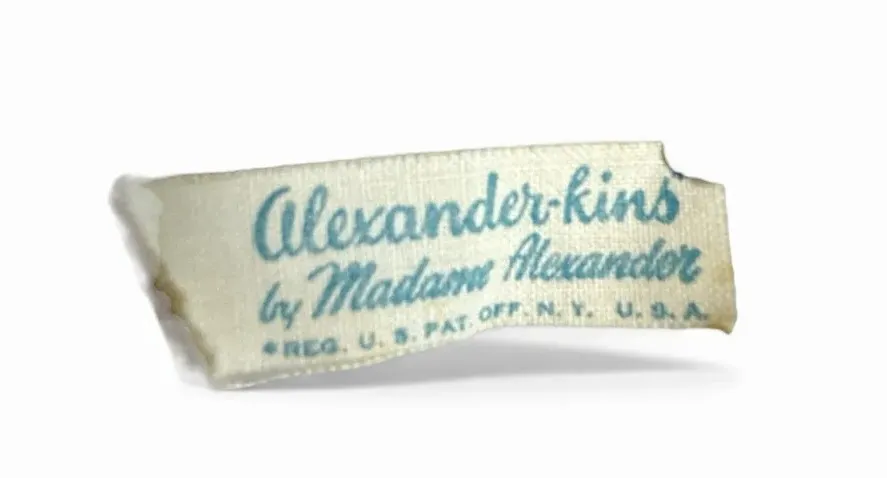 Alexander-kins
by Madame Alexander
®REG. U. S. PAT. OFF. N. Y. U. S. A.